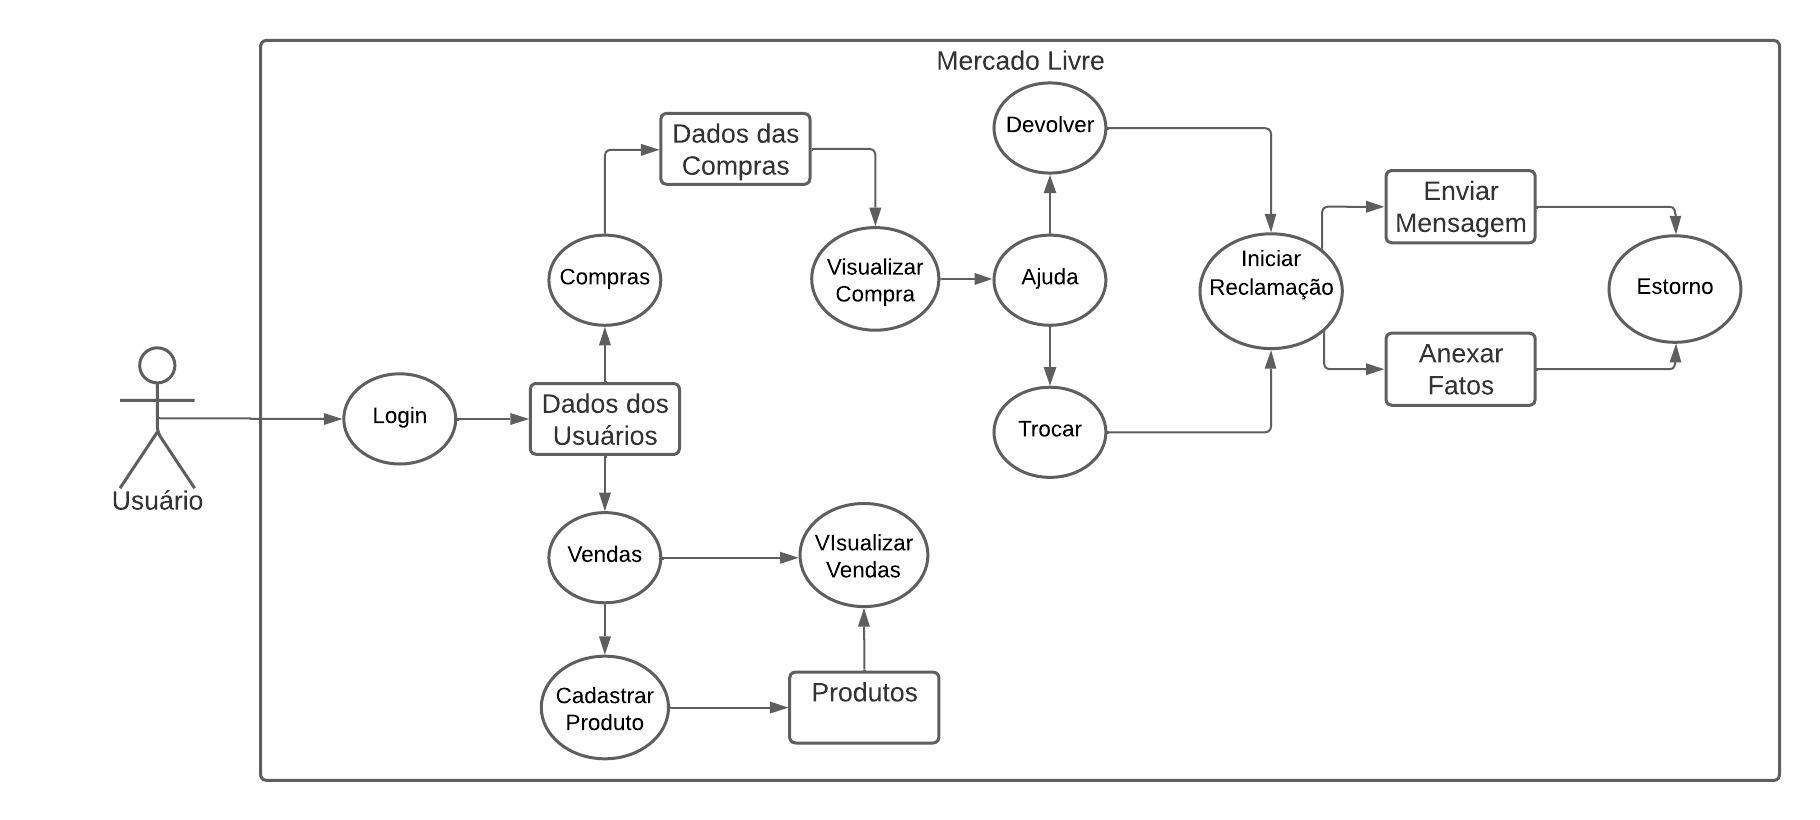 Mercado Livre
Devolver
Dados das
Compras
Enviar
Mensagem
Compras
Visualizar
Compra
Ajuda
Iniciar
Reclamação
Estorno
Anexar
Fatos
Login
Dados dos
Usuários
Trocar
Usuário
Vendas
VIsualizar
Vendas
Cadastrar
Produto
Produtos